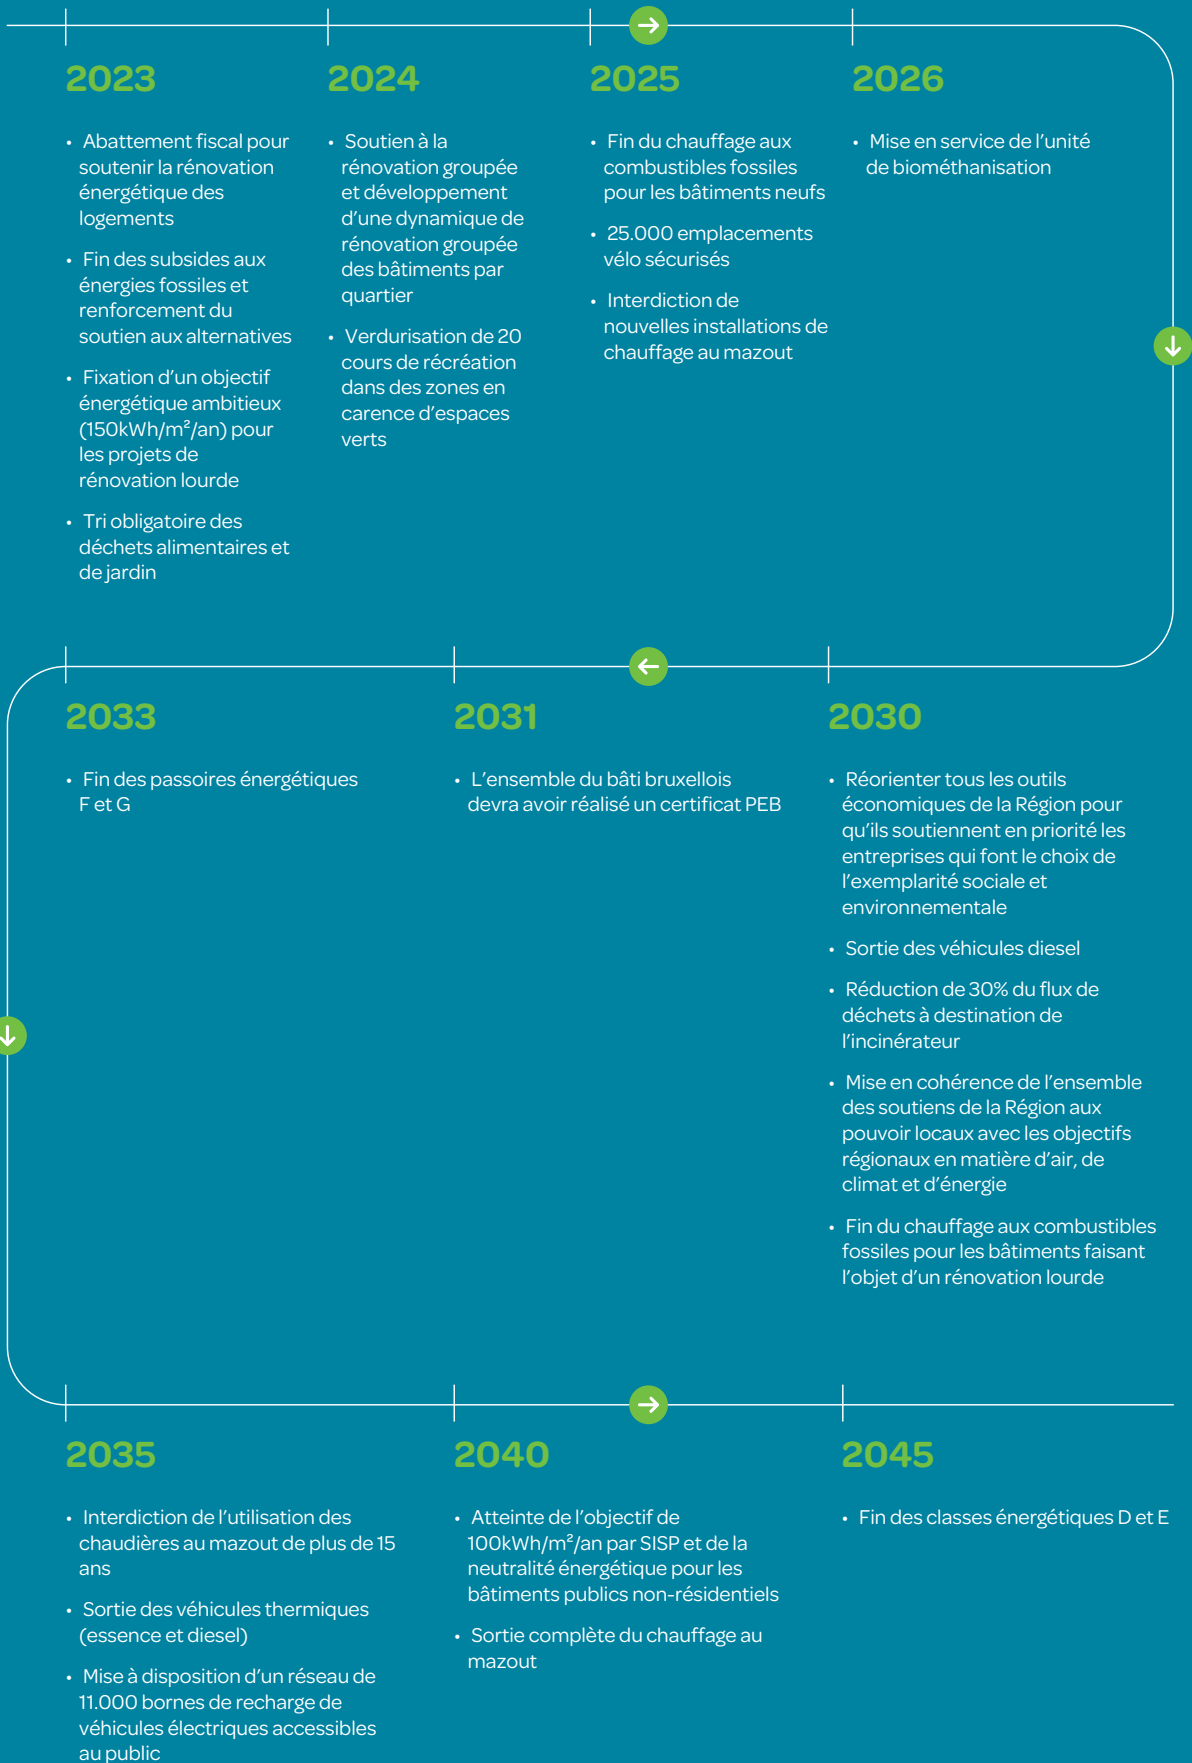 2023
• Abattement fiscal pour
soutenir la rénovation
énergétique des
logements
• Fin des subsides aux
énergies fossiles et
renforcement du
soutien aux alternatives
• Fixation d’un objectif
énergétique ambitieux
(150kWh/m²/an) pour
les projets de
rénovation lourde
• Tri obligatoire des
déchets alimentaires et
de jardin
2024
• Soutien à la
rénovation groupée
et développement
d’une dynamique de
rénovation groupée
des bâtiments par
quartier
• Verdurisation de 20
cours de récréation
dans des zones en
carence d’espaces
verts
2025
• Fin du chauffage aux
combustibles fossiles
pour les bâtiments neufs
• 25.000 emplacements
vélo sécurisés
• Interdiction de
nouvelles installations de
chauffage au mazout
2026
• Mise en service de l’unité
de biométhanisation
2030
• Réorienter tous les outils
économiques de la Région pour
qu’ils soutiennent en priorité les
entreprises qui font le choix de
l’exemplarité sociale et
environnementale
• Sortie des véhicules diesel
• Réduction de 30% du flux de
déchets à destination de
l’incinérateur
• Mise en cohérence de l’ensemble
des soutiens de la Région aux
pouvoir locaux avec les objectifs
régionaux en matière d’air, de
climat et d’énergie
• Fin du chauffage aux combustibles
fossiles pour les bâtiments faisant
l’objet d’un rénovation lourde
2031
• L’ensemble du bâti bruxellois
devra avoir réalisé un certificat PEB
2033
• Fin des passoires énergétiques
F et G
2035
• Interdiction de l’utilisation des
chaudières au mazout de plus de 15
ans
• Sortie des véhicules thermiques
(essence et diesel)
• Mise à disposition d’un réseau de
11.000 bornes de recharge de
véhicules électriques accessibles
au public
2040
• Atteinte de l’objectif de
100kWh/m²/an par SISP et de la
neutralité énergétique pour les
bâtiments publics non-résidentiels
• Sortie complète du chauffage au
mazout
2045
• Fin des classes énergétiques D et E